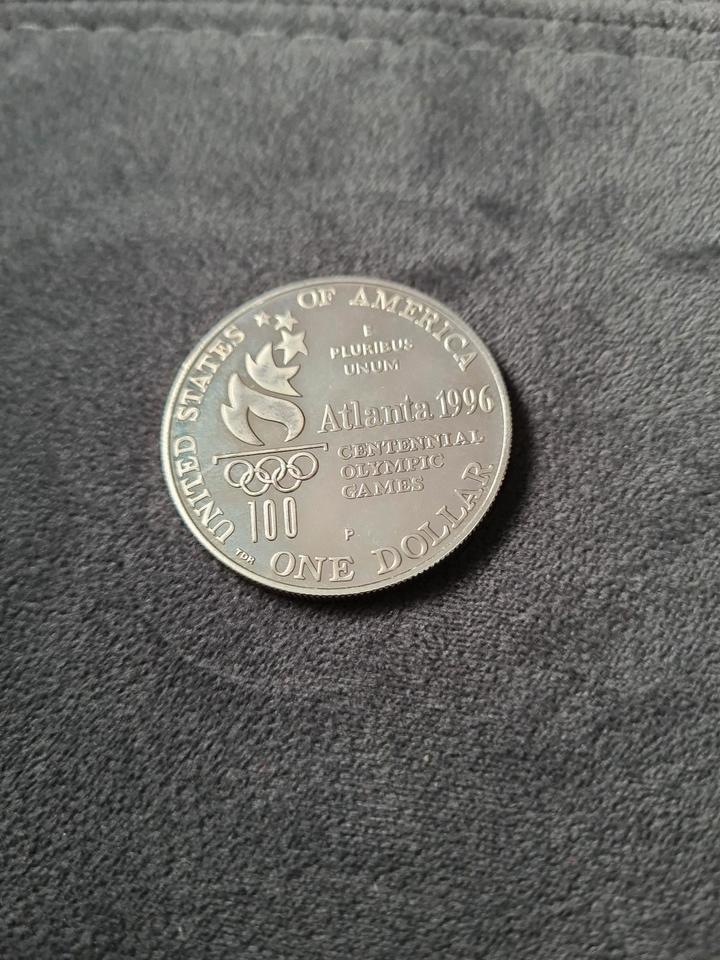 UNITED STATES OF AMERICA
E
PLURIBUS
UNUM
Atlanta 1996
CENTENNIAL
OLYMPIC
GAMES
100
P
TDR
ONE DOLLAR